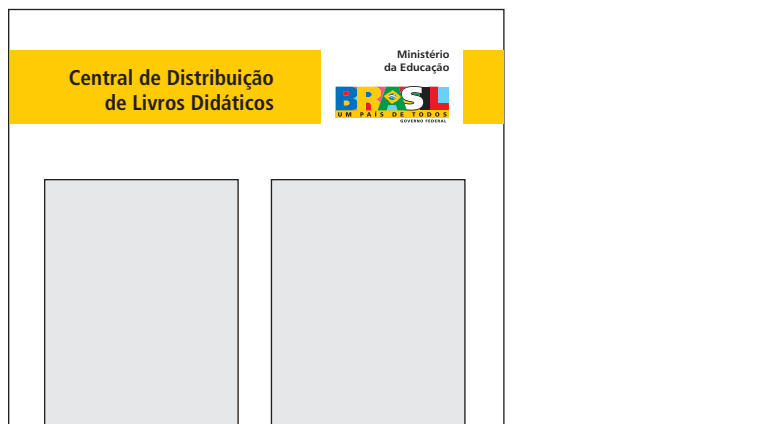 Central de Distribuição
de Livros Didáticos
Ministério
da Educação
BRASIL
UM PAÍS DE TODOS
GOVERNO FEDERAL